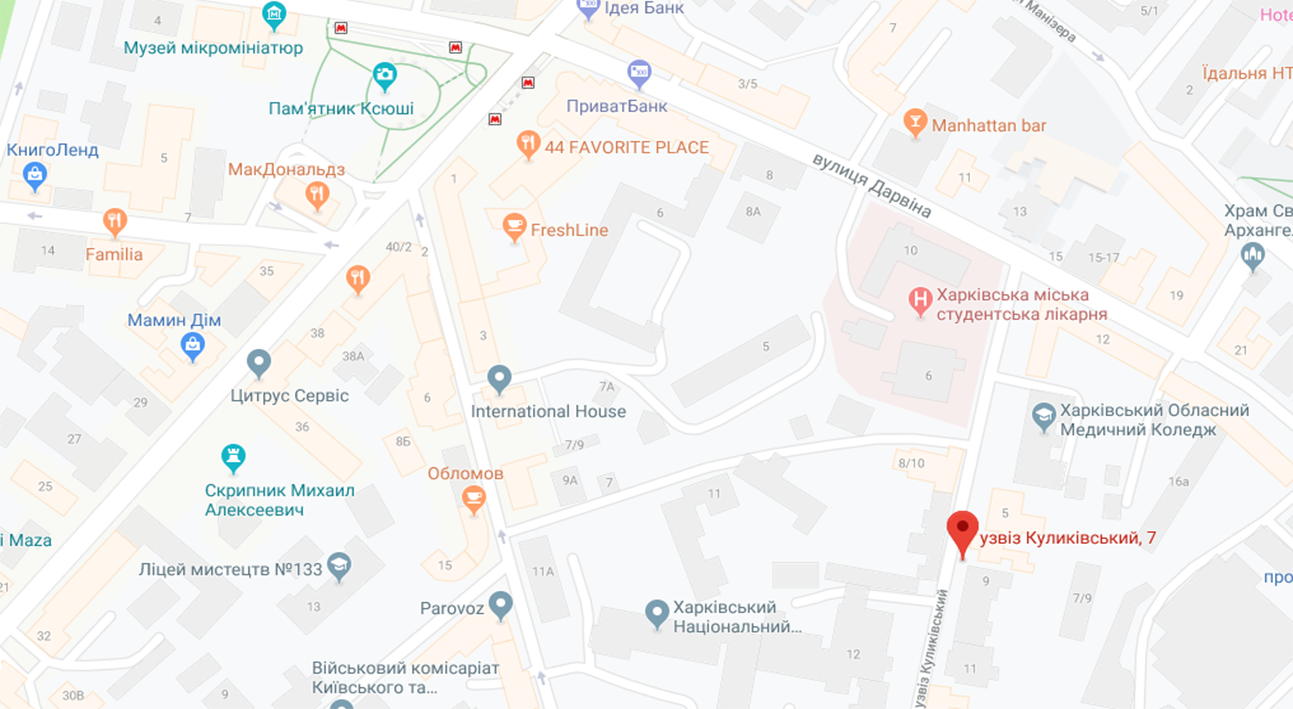 4
Музей мікромініатюр
Ідея Банк
7
5/1
Манізера
Hote
Пам'ятник Ксюші
ПриватБанк
3/5
2
Їдальня НТ
КнигоЛенд
5
МакДональдз
44 FAVORITE PLACE
Manhattan bar
вулиця Дарвіна
1
8
11
7
6
8А
13
Храм Св
Арханге.
14
Familia
40/2
2
FreshLine
10
15
15-17
35
19
Харківська міська
студентська лікарня
Мамин Дім
38
3
5
12
21
38А
Цитрус Сервіс
6
7А
International House
6
Харківський Обласний
Медичний Коледж
29
27
36
8Б
7/9
8/10
25
Обломов
9А
7
11
16а
Скрипник Михаил
Алексеевич
5
узвіз Куликівський, 7
і Maza
Ліцей мистецтв №133
15
11А
9
про
21
13
Parovoz
Харківський
Національний...
7/9
32
12
узвіз Куликівський
11
Військовий комісаріат
Київського та...
30В
9